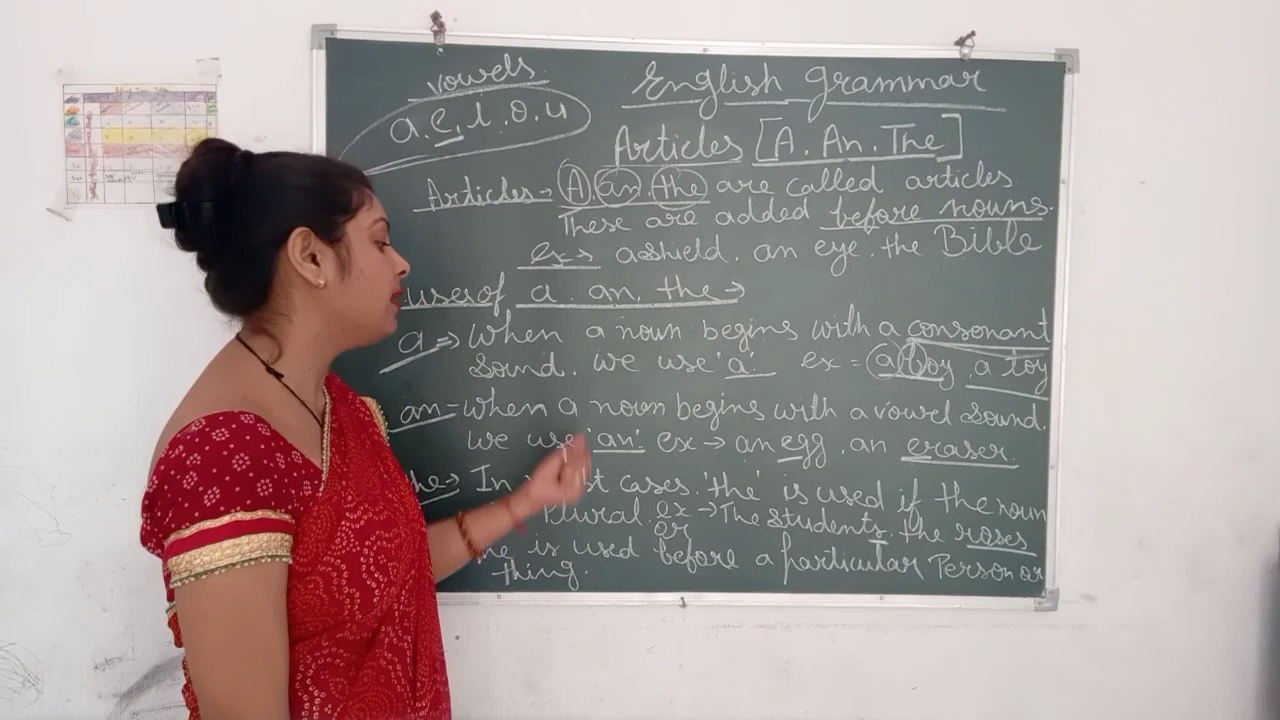 vowels.
a.e.i.o.u
English Grammar
Articles [A. An. The]
Articles- A, an, the are called articles
These are added before nouns.
ex→ a shield. an eye. the Bible
uses of a. an. the →
a ⇒ When a noun begins with a consonant
Sound. we use 'a'. ex = a boy, a toy
an = when a noun begins with a vowel Sound.
we use 'an'. ex → an egg, an eraser.
In cases. 'the' is used if the noun
Plural. ex → The Students. the roses
or
is used before a particular Person or
thing.